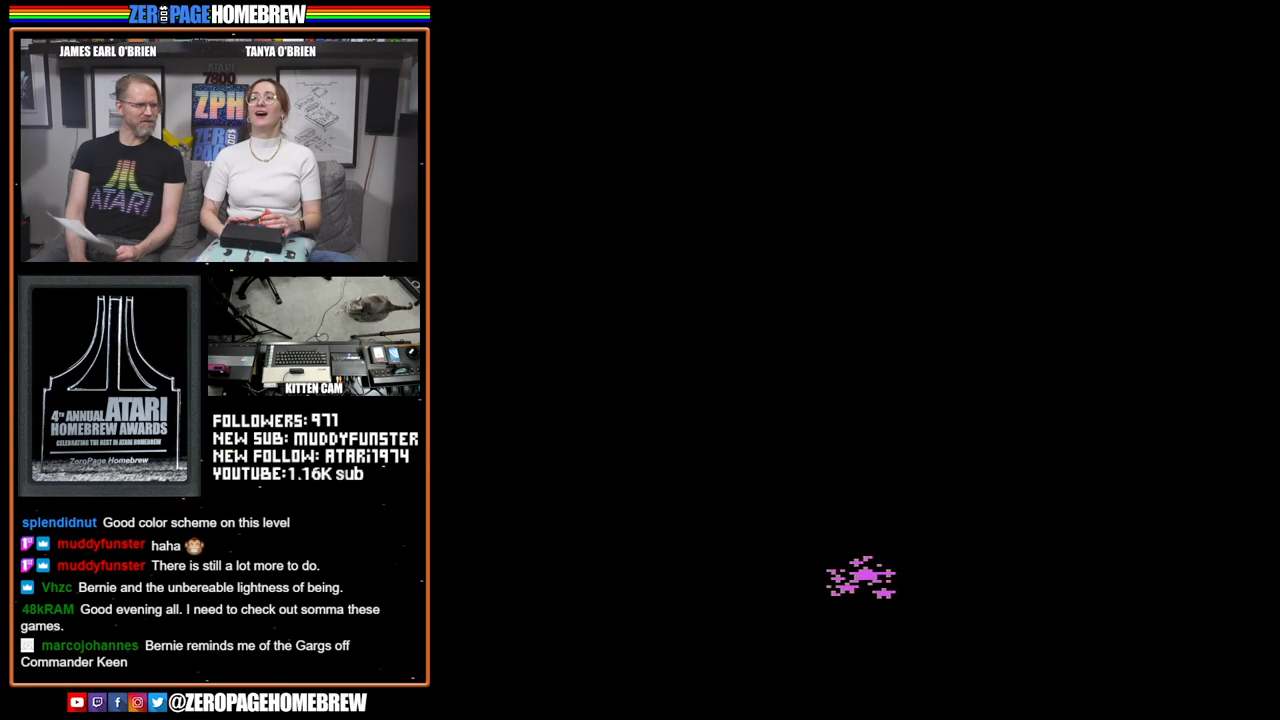 ZEROPAGE HOMEBREW
JAMES EARL O'BRIEN
TANYA O'BRIEN
ATARI
7800
ZPH
ZERO
PAGE
ATARI
4TH ANNUAL ATARI
HOMEBREW AWARDS
CELEBRATING THE BEST IN ATARI HOMEBREW
ZeroPage Homebrew
KITTEN CAM
FOLLOWERS: 971
NEW SUB: MUDDYFUNSTER
NEW FOLLOW: ATARI1974
YOUTUBE:1.16K sub
splendidnut Good color scheme on this level
muddyfunster haha
muddyfunster There is still a lot more to do.
Vhzc Bernie and the unbereable lightness of being.
48kRAM Good evening all. I need to check out somma these
games.
marcojohannes Bernie reminds me of the Gargs off
Commander Keen
@ZEROPAGEHOMEBREW